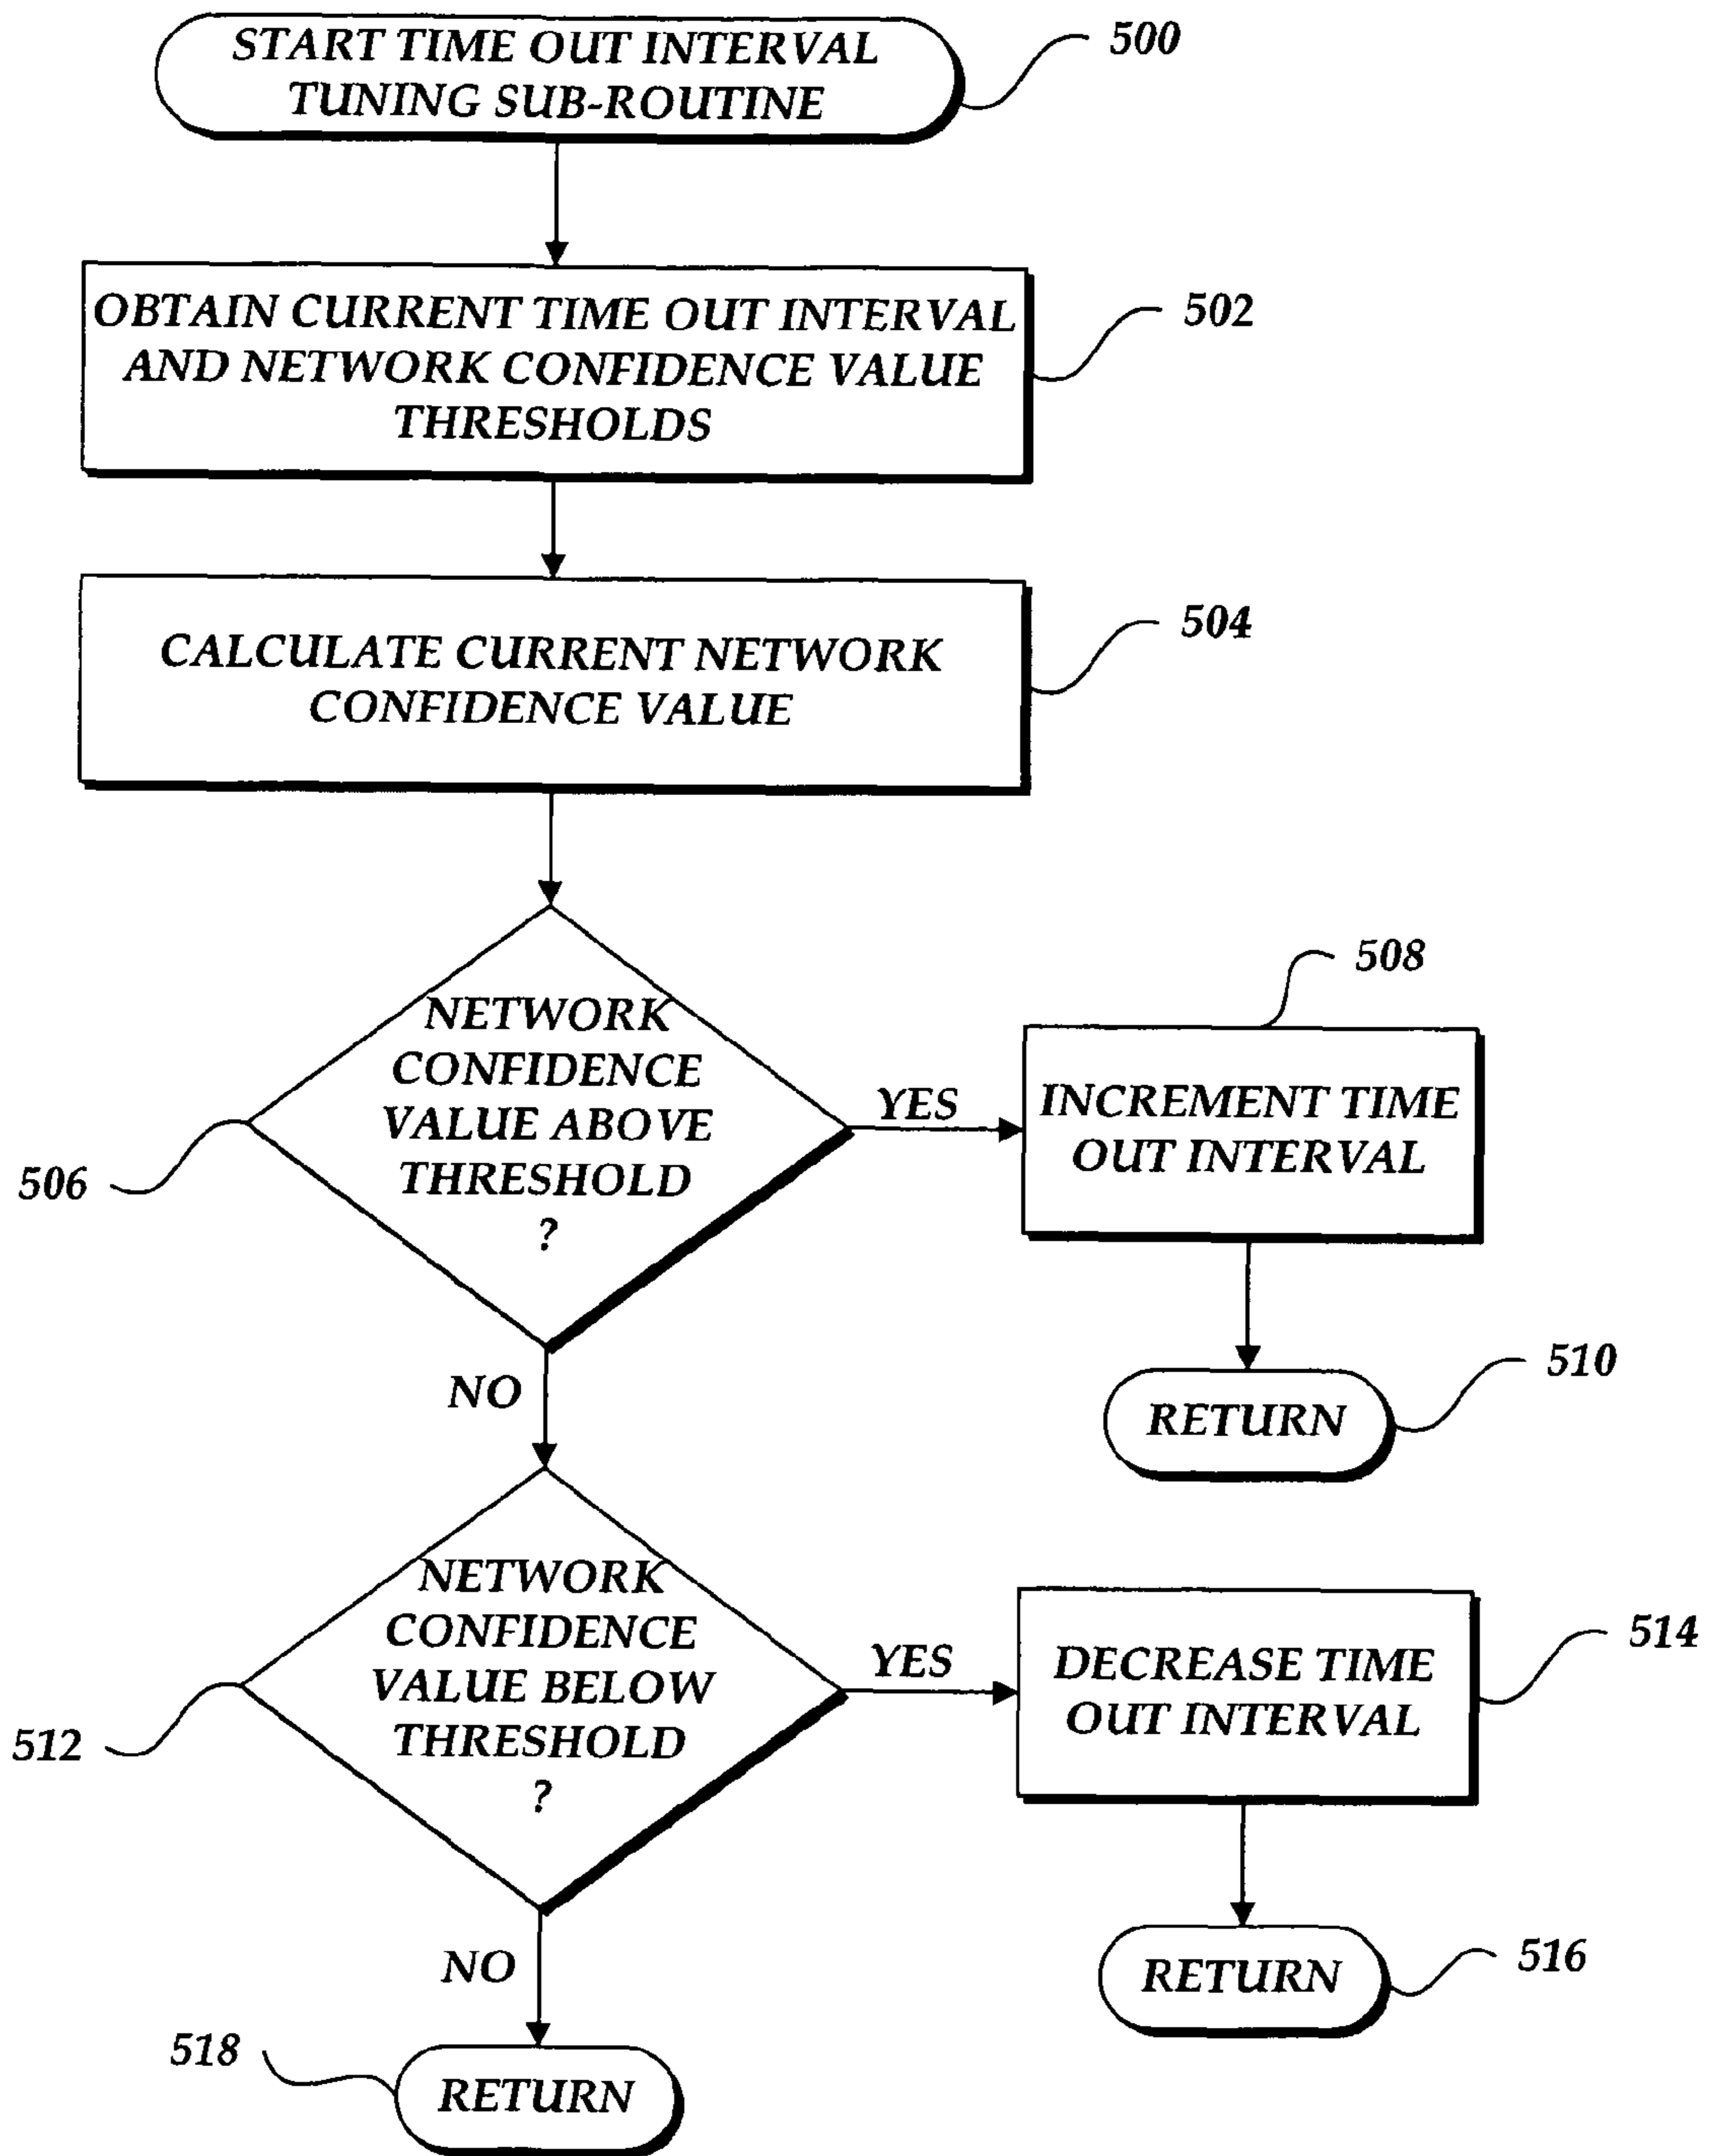 START TIME OUT INTERVAL
TUNING SUB-ROUTINE
500
OBTAIN CURRENT TIME OUT INTERVAL
AND NETWORK CONFIDENCE VALUE
THRESHOLDS
502
CALCULATE CURRENT NETWORK
CONFIDENCE VALUE
504
NETWORK
CONFIDENCE
VALUE ABOVE
THRESHOLD
?
506
YES
508
INCREMENT TIME
OUT INTERVAL
510
RETURN
NO
NETWORK
CONFIDENCE
VALUE BELOW
THRESHOLD
?
512
YES
DECREASE TIME
OUT INTERVAL
514
RETURN
516
NO
518
RETURN